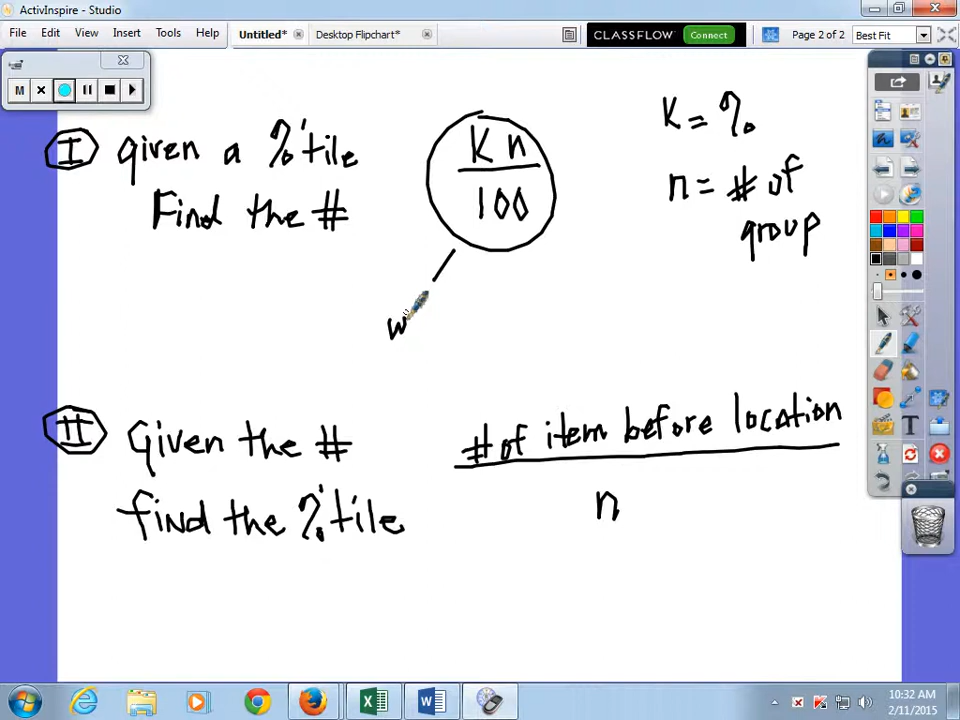 ActivInspire - Studio
File Edit View Insert Tools Help
Untitled* Desktop Flipchart*
CLASSFLOW Connect
Page 2 of 2 Best Fit
M
I given a %'tile
Find the #
K n
100
K = %
n = # of
group
w
II Given the #
find the %'tile
# of item before location
n
T
10:32 AM
2/11/2015